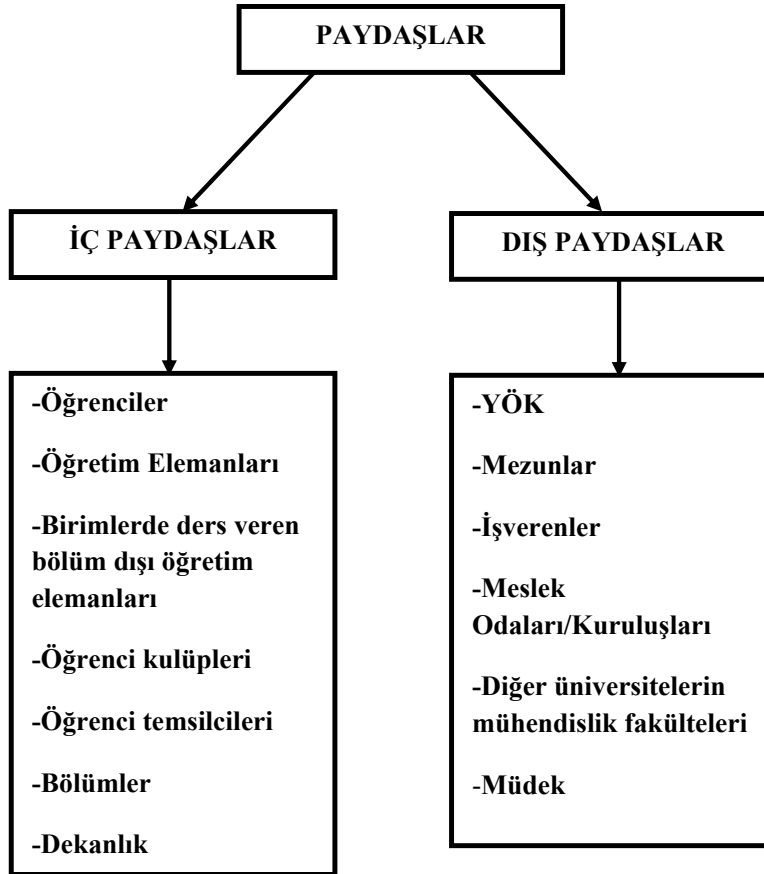 PAYDAŞLAR
İÇ PAYDAŞLAR
DIŞ PAYDAŞLAR
-Öğrenciler
-Öğretim Elemanları
-Birimlerde ders veren
bölüm dışı öğretim
elemanları
-Öğrenci kulüpleri
-Öğrenci temsilcileri
-Bölümler
-Dekanlık
-YÖK
-Mezunlar
-İşverenler
-Meslek
Odaları/Kuruluşları
-Diğer üniversitelerin
mühendislik fakülteleri
-Müdek